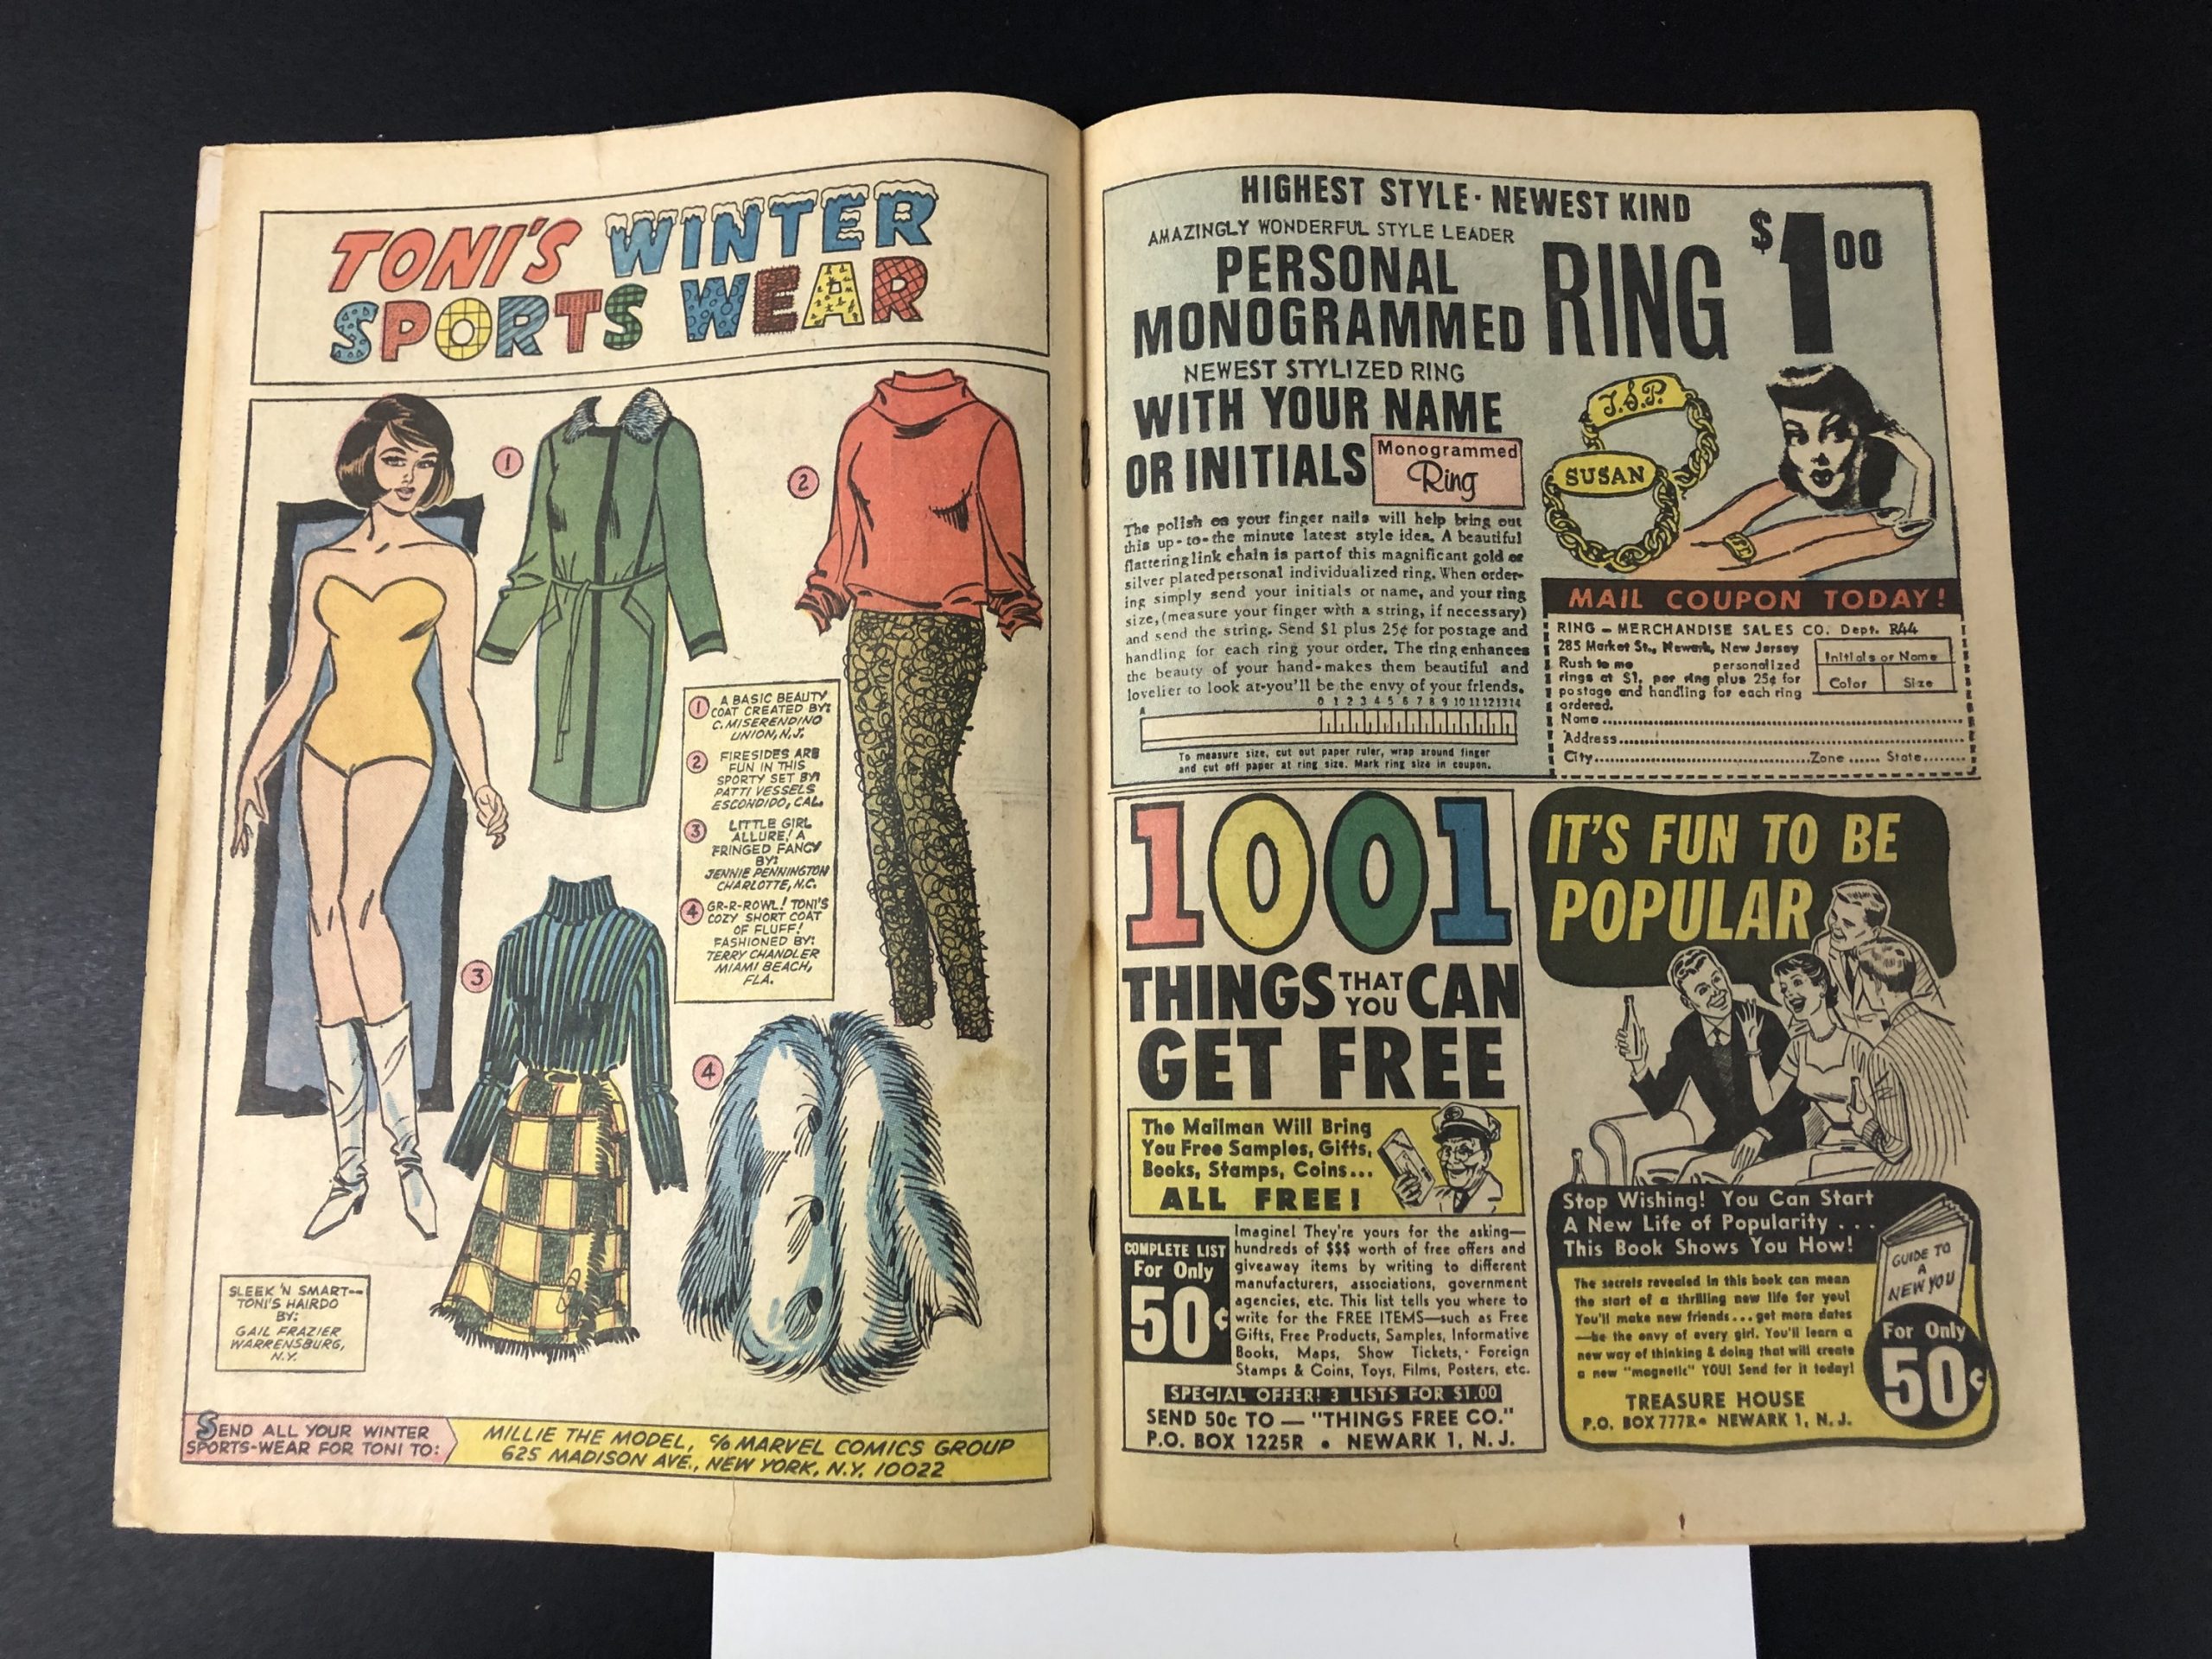 TONI'S WINTER
SPORTS WEAR
1
2
1 A BASIC BEAUTY
COAT CREATED BY:
C. MISERENDINO
UNION, N.J.
2 FIRESIDES ARE
FUN IN THIS
SPORTY SET BY:
PATTI VESSELS
ESCONDIDO, CAL.
3 LITTLE GIRL
ALLURE! A
FRINGED FANCY
BY:
JENNIE PENNINGTON
CHARLOTTE, N.C.
4 GR-R-ROWL! TONI'S
COZY SHORT COAT
OF FLUFF!
FASHIONED BY:
TERRY CHANDLER
MIAMI BEACH,
FLA.
3
4
SLEEK 'N SMART--
TONI'S HAIRDO
BY:
GAIL FRAZIER
WARRENSBURG,
N.Y.
SEND ALL YOUR WINTER
SPORTS-WEAR FOR TONI TO:
MILLIE THE MODEL, c/o MARVEL COMICS GROUP
625 MADISON AVE., NEW YORK, N.Y. 10022
HIGHEST STYLE · NEWEST KIND
AMAZINGLY WONDERFUL STYLE LEADER
PERSONAL
MONOGRAMMED
RING $1 00
NEWEST STYLIZED RING
WITH YOUR NAME
OR INITIALS
Monogrammed
Ring
J.S.P.
SUSAN
The polish on your finger nails will help bring out
this up-to-the minute latest style idea. A beautiful
flattering link chain is part of this magnificant gold or
silver plated personal individualized ring. When order-
ing simply send your initials or name, and your ring
size, (measure your finger with a string, if necessary)
and send the string. Send $1 plus 25¢ for postage and
handling for each ring your order. The ring enhances
the beauty of your hand-makes them beautiful and
lovelier to look at-you'll be the envy of your friends.
A
0 1 2 3 4 5 6 7 8 9 10 11 12 13 14
To measure size, cut out paper ruler, wrap around finger
and cut off paper at ring size. Mark ring size in coupon.
MAIL COUPON TODAY!
RING – MERCHANDISE SALES CO. Dept. R44
285 Market St., Newark, New Jersey
Rush to me personalized
rings at $1. per ring plus 25¢ for
postage and handling for each ring
ordered.
Initials or Name
Color Size
Name
Address
City Zone State
1001
THINGS THAT YOU CAN
GET FREE
The Mailman Will Bring
You Free Samples, Gifts,
Books, Stamps, Coins...
ALL FREE!
COMPLETE LIST
For Only
50¢
Imagine! They're yours for the asking—
hundreds of $$$ worth of free offers and
giveaway items by writing to different
manufacturers, associations, government
agencies, etc. This list tells you where to
write for the FREE ITEMS—such as Free
Gifts, Free Products, Samples, Informative
Books, Maps, Show Tickets, Foreign
Stamps & Coins, Toys, Films, Posters, etc.
SPECIAL OFFER! 3 LISTS FOR $1.00
SEND 50c TO — "THINGS FREE CO."
P.O. BOX 1225R • NEWARK 1, N. J.
IT'S FUN TO BE
POPULAR
Stop Wishing! You Can Start
A New Life of Popularity . . .
This Book Shows You How!
GUIDE TO
A
NEW YOU
The secrets revealed in this book can mean
the start of a thrilling new life for you!
You'll make new friends...get more dates
—be the envy of every girl. You'll learn a
new way of thinking & doing that will create
a new "magnetic" YOU! Send for it today!
TREASURE HOUSE
P.O. BOX 777R • NEWARK 1, N. J.
For Only
50¢